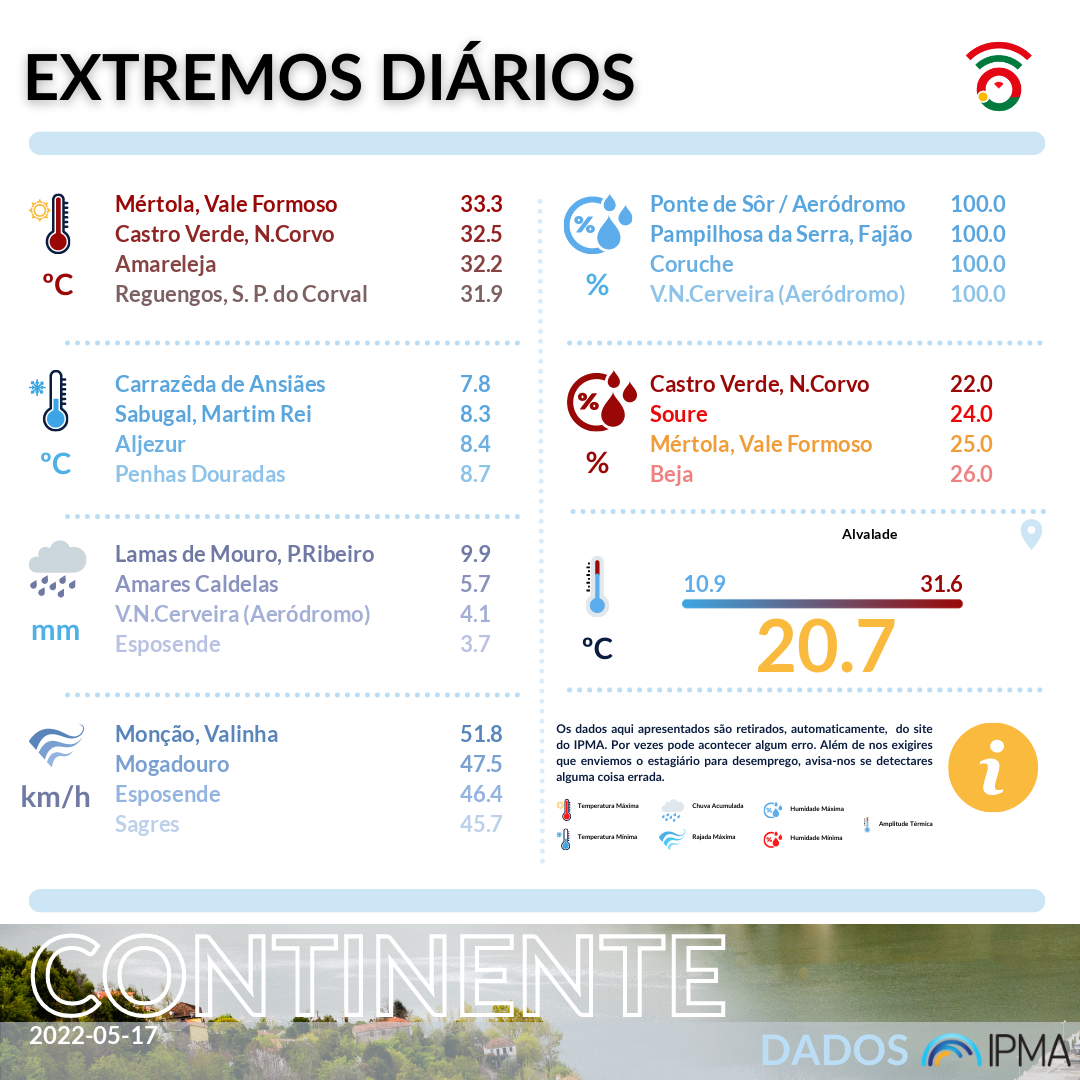 EXTREMOS DIÁRIOS
ºC
Mértola, Vale Formoso 33.3
Castro Verde, N.Corvo 32.5
Amareleja 32.2
Reguengos, S. P. do Corval 31.9
ºC
Carrazêda de Ansiães 7.8
Sabugal, Martim Rei 8.3
Aljezur 8.4
Penhas Douradas 8.7
mm
Lamas de Mouro, P.Ribeiro 9.9
Amares Caldelas 5.7
V.N.Cerveira (Aeródromo) 4.1
Esposende 3.7
km/h
Monção, Valinha 51.8
Mogadouro 47.5
Esposende 46.4
Sagres 45.7
%
%
Ponte de Sôr / Aeródromo 100.0
Pampilhosa da Serra, Fajão 100.0
Coruche 100.0
V.N.Cerveira (Aeródromo) 100.0
%
%
Castro Verde, N.Corvo 22.0
Soure 24.0
Mértola, Vale Formoso 25.0
Beja 26.0
Alvalade
10.9 31.6
ºC
20.7
Os dados aqui apresentados são retirados, automaticamente, do site
do IPMA. Por vezes pode acontecer algum erro. Além de nos exigires
que enviemos o estagiário para desemprego, avisa-nos se detectares
alguma coisa errada.
i
Temperatura Máxima
Chuva Acumulada
Humidade Máxima
Amplitude Térmica
Temperatura Mínima
Rajada Máxima
Humidade Mínima
CONTINENTE
2022-05-17
DADOS IPMA